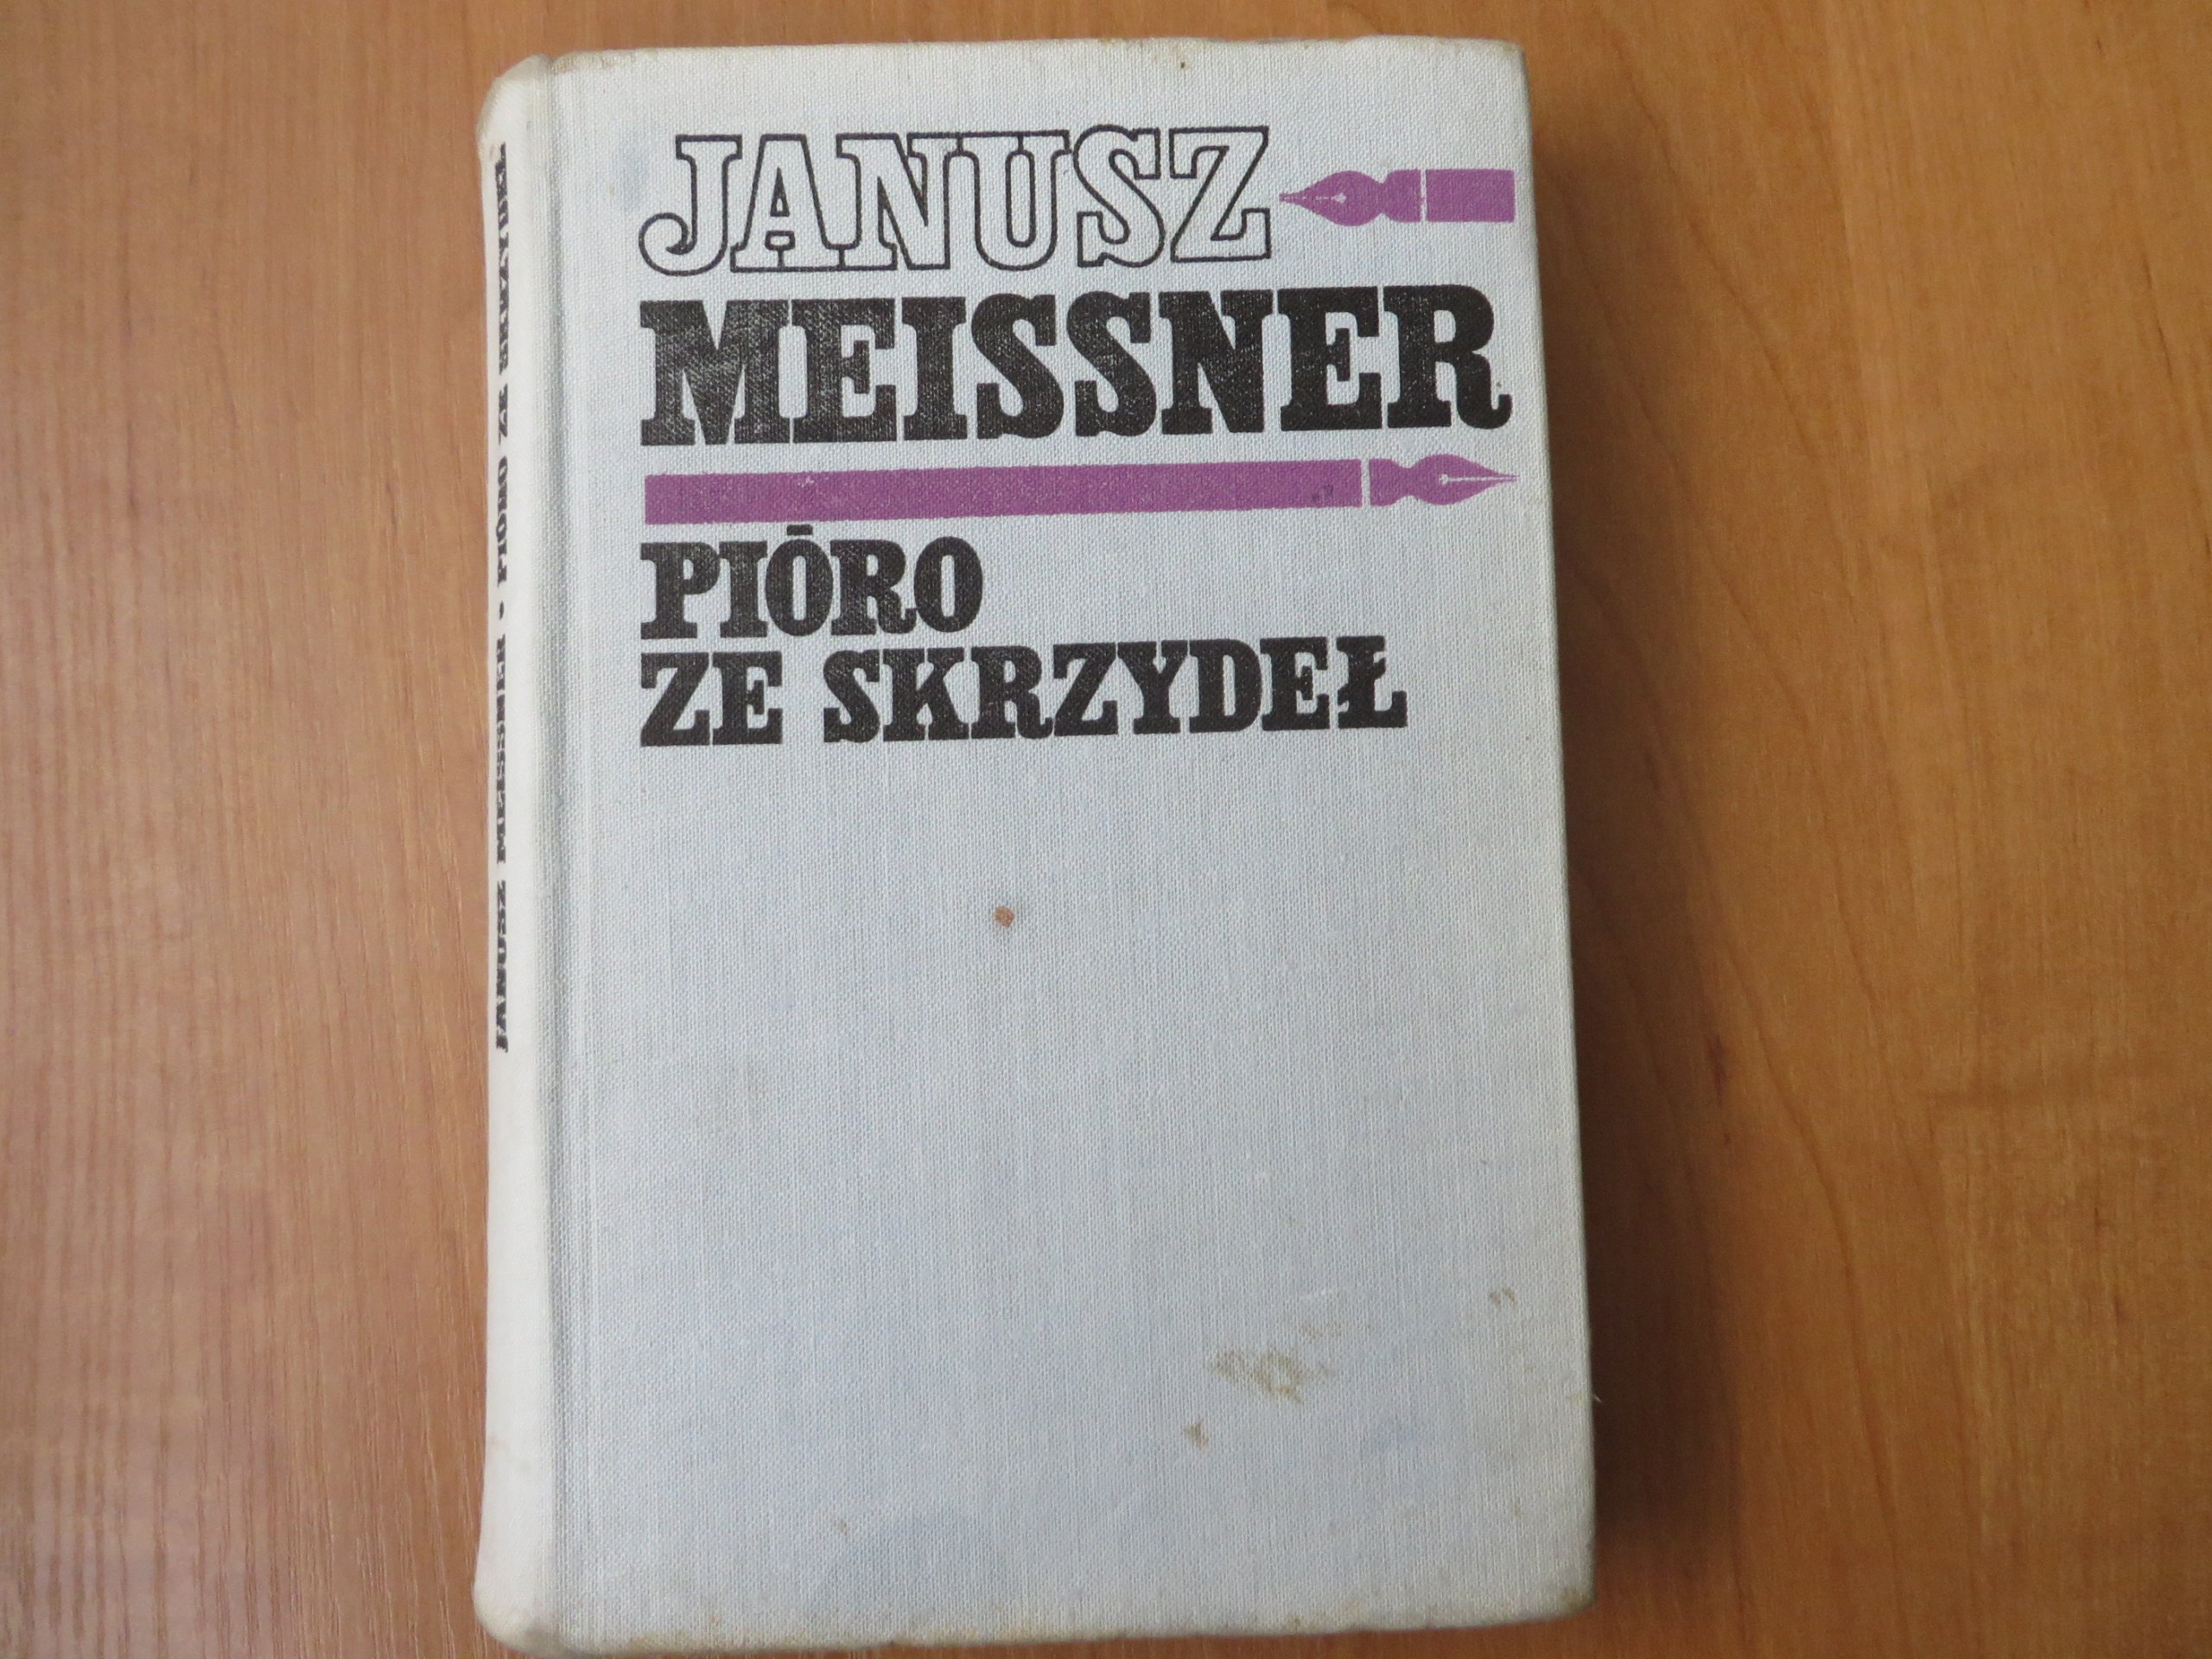 JANUSZ
MEISSNER
PIÓRO
ZE SKRZYDEŁ
JANUSZ MEISSNER • PIÓRO ZE SKRZYDEŁ